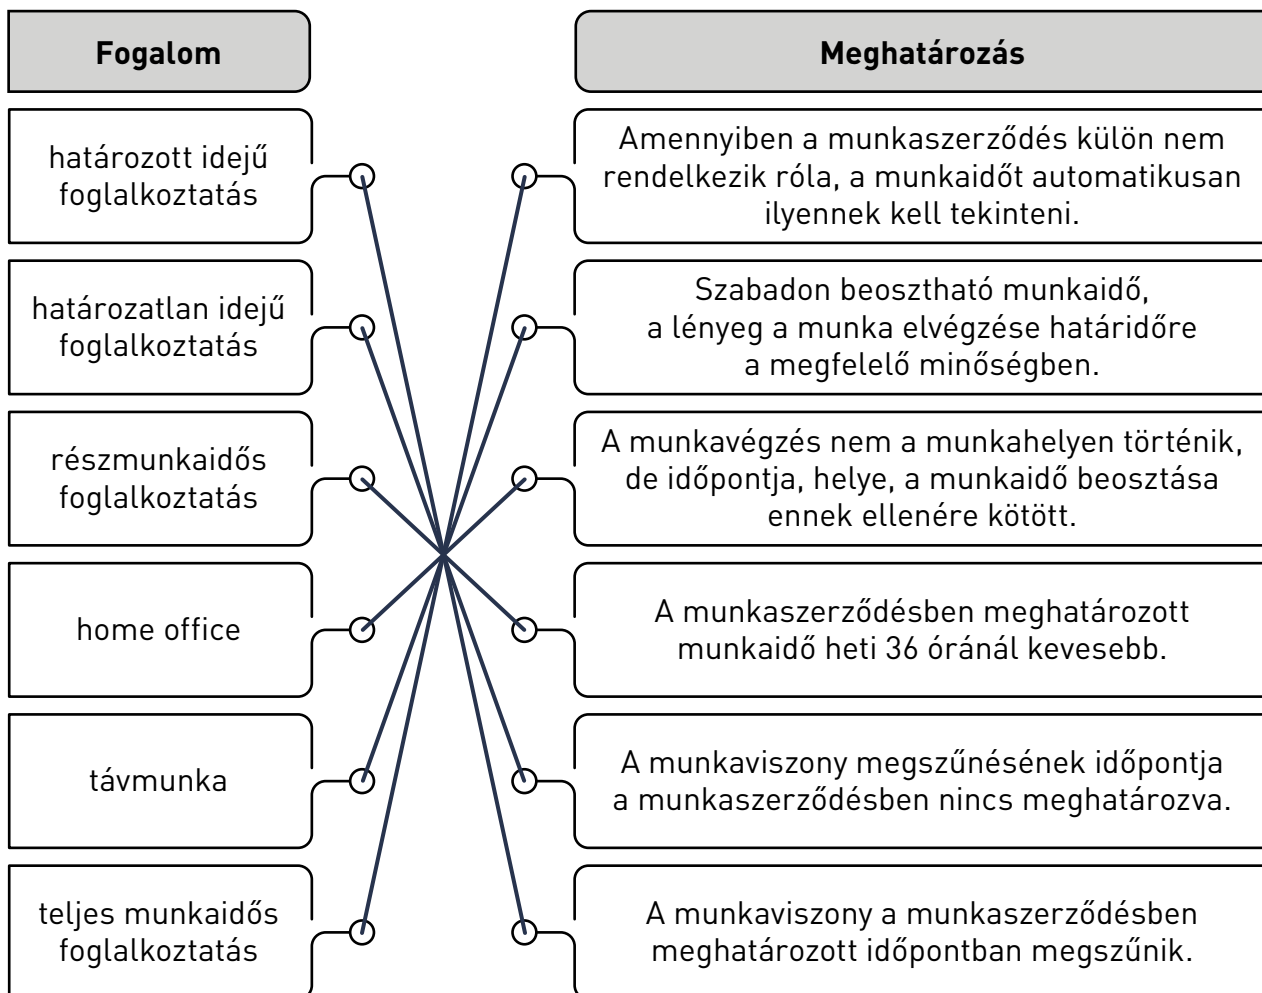 Fogalom
Meghatározás
határozott idejű
foglalkoztatás
Amennyiben a munkaszerződés külön nem
rendelkezik róla, a munkaidőt automatikusan
ilyennek kell tekinteni.
határozatlan idejű
foglalkoztatás
Szabadon beosztható munkaidő,
a lényeg a munka elvégzése határidőre
a megfelelő minőségben.
részmunkaidős
foglalkoztatás
A munkavégzés nem a munkahelyen történik,
de időpontja, helye, a munkaidő beosztása
ennek ellenére kötött.
home office
A munkaszerződésben meghatározott
munkaidő heti 36 óránál kevesebb.
távmunka
A munkaviszony megszűnésének időpontja
a munkaszerződésben nincs meghatározva.
teljes munkaidős
foglalkoztatás
A munkaviszony a munkaszerződésben
meghatározott időpontban megszűnik.